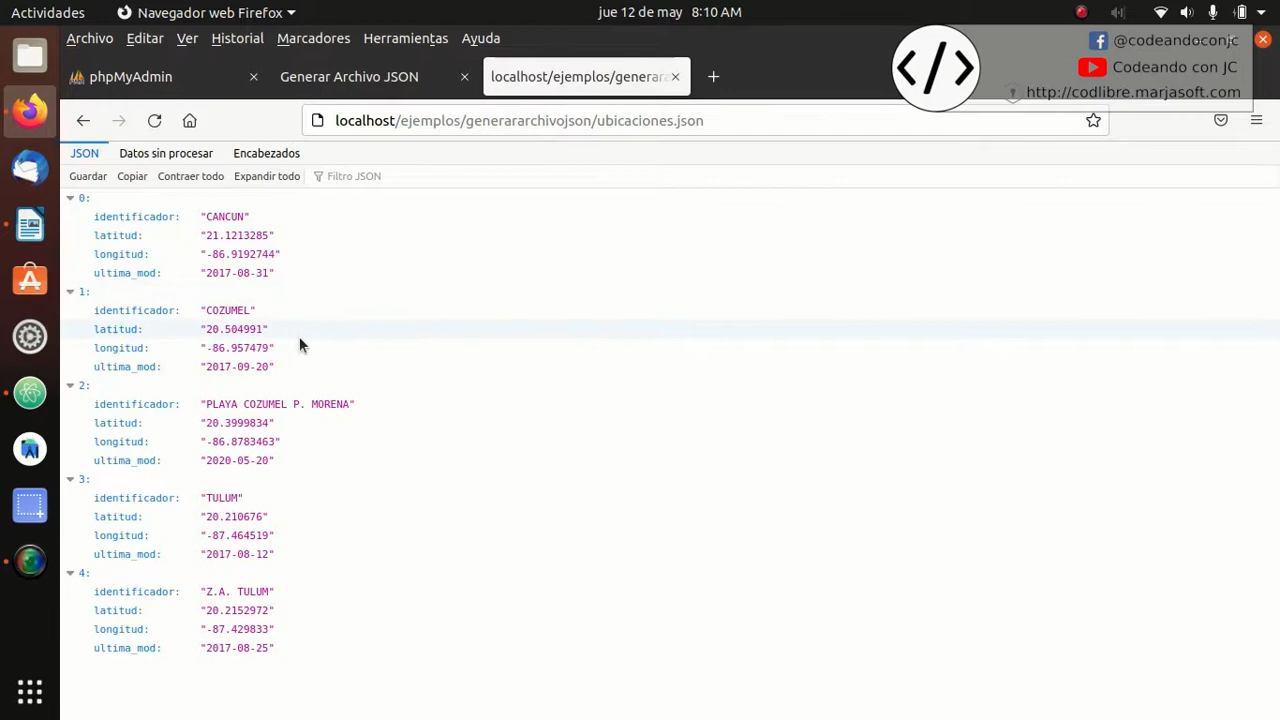 Actividades Navegador web Firefox jue 12 de may 8:10 AM
Archivo Editar Ver Historial Marcadores Herramientas Ayuda
@codeandoconjc
Codeando con JC
http://codlibre.marjasoft.com
</>
phpMyAdmin Generar Archivo JSON localhost/ejemplos/generara
localhost/ejemplos/generararchivojson/ubicaciones.json
JSON Datos sin procesar Encabezados
Guardar Copiar Contraer todo Expandir todo Filtro JSON
0:
identificador: "CANCUN"
latitud: "21.1213285"
longitud: "-86.9192744"
ultima_mod: "2017-08-31"
1:
identificador: "COZUMEL"
latitud: "20.504991"
longitud: "-86.957479"
ultima_mod: "2017-09-20"
2:
identificador: "PLAYA COZUMEL P. MORENA"
latitud: "20.3999834"
longitud: "-86.8783463"
ultima_mod: "2020-05-20"
3:
identificador: "TULUM"
latitud: "20.210676"
longitud: "-87.464519"
ultima_mod: "2017-08-12"
4:
identificador: "Z.A. TULUM"
latitud: "20.2152972"
longitud: "-87.429833"
ultima_mod: "2017-08-25"